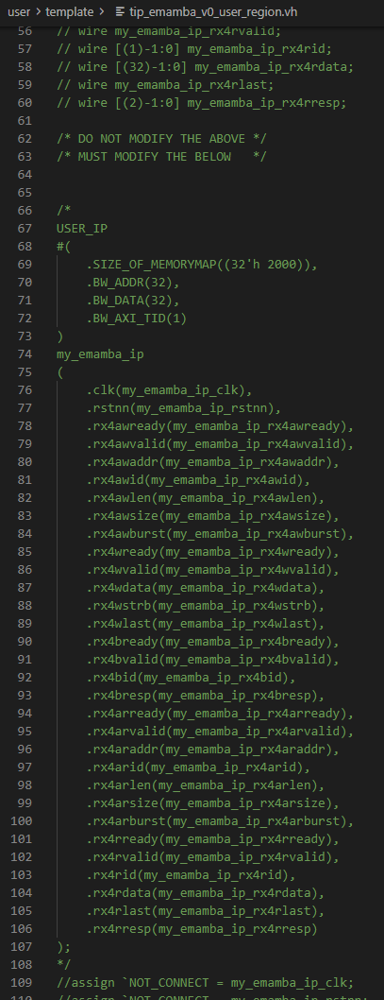 user > template > tip_emamba_v0_user_region.vh
56 // wire my_emamba_ip_rx4rvalid;
57 // wire [(1)-1:0] my_emamba_ip_rx4rid;
58 // wire [(32)-1:0] my_emamba_ip_rx4rdata;
59 // wire my_emamba_ip_rx4rlast;
60 // wire [(2)-1:0] my_emamba_ip_rx4rresp;
61
62 /* DO NOT MODIFY THE ABOVE */
63 /* MUST MODIFY THE BELOW   */
64
65
66 /*
67 USER_IP
68 #(
69     .SIZE_OF_MEMORYMAP((32'h 2000)),
70     .BW_ADDR(32),
71     .BW_DATA(32),
72     .BW_AXI_TID(1)
73 )
74 my_emamba_ip
75 (
76     .clk(my_emamba_ip_clk),
77     .rstnn(my_emamba_ip_rstnn),
78     .rx4awready(my_emamba_ip_rx4awready),
79     .rx4awvalid(my_emamba_ip_rx4awvalid),
80     .rx4awaddr(my_emamba_ip_rx4awaddr),
81     .rx4awid(my_emamba_ip_rx4awid),
82     .rx4awlen(my_emamba_ip_rx4awlen),
83     .rx4awsize(my_emamba_ip_rx4awsize),
84     .rx4awburst(my_emamba_ip_rx4awburst),
85     .rx4wready(my_emamba_ip_rx4wready),
86     .rx4wvalid(my_emamba_ip_rx4wvalid),
87     .rx4wdata(my_emamba_ip_rx4wdata),
88     .rx4wstrb(my_emamba_ip_rx4wstrb),
89     .rx4wlast(my_emamba_ip_rx4wlast),
90     .rx4bready(my_emamba_ip_rx4bready),
91     .rx4bvalid(my_emamba_ip_rx4bvalid),
92     .rx4bid(my_emamba_ip_rx4bid),
93     .rx4bresp(my_emamba_ip_rx4bresp),
94     .rx4arready(my_emamba_ip_rx4arready),
95     .rx4arvalid(my_emamba_ip_rx4arvalid),
96     .rx4araddr(my_emamba_ip_rx4araddr),
97     .rx4arid(my_emamba_ip_rx4arid),
98     .rx4arlen(my_emamba_ip_rx4arlen),
99     .rx4arsize(my_emamba_ip_rx4arsize),
100     .rx4arburst(my_emamba_ip_rx4arburst),
101     .rx4rready(my_emamba_ip_rx4rready),
102     .rx4rvalid(my_emamba_ip_rx4rvalid),
103     .rx4rid(my_emamba_ip_rx4rid),
104     .rx4rdata(my_emamba_ip_rx4rdata),
105     .rx4rlast(my_emamba_ip_rx4rlast),
106     .rx4rresp(my_emamba_ip_rx4rresp)
107 );
108 */
109 //assign `NOT_CONNECT = my_emamba_ip_clk;
110 //assign `NOT_CONNECT = my_emamba_ip_rstnn;